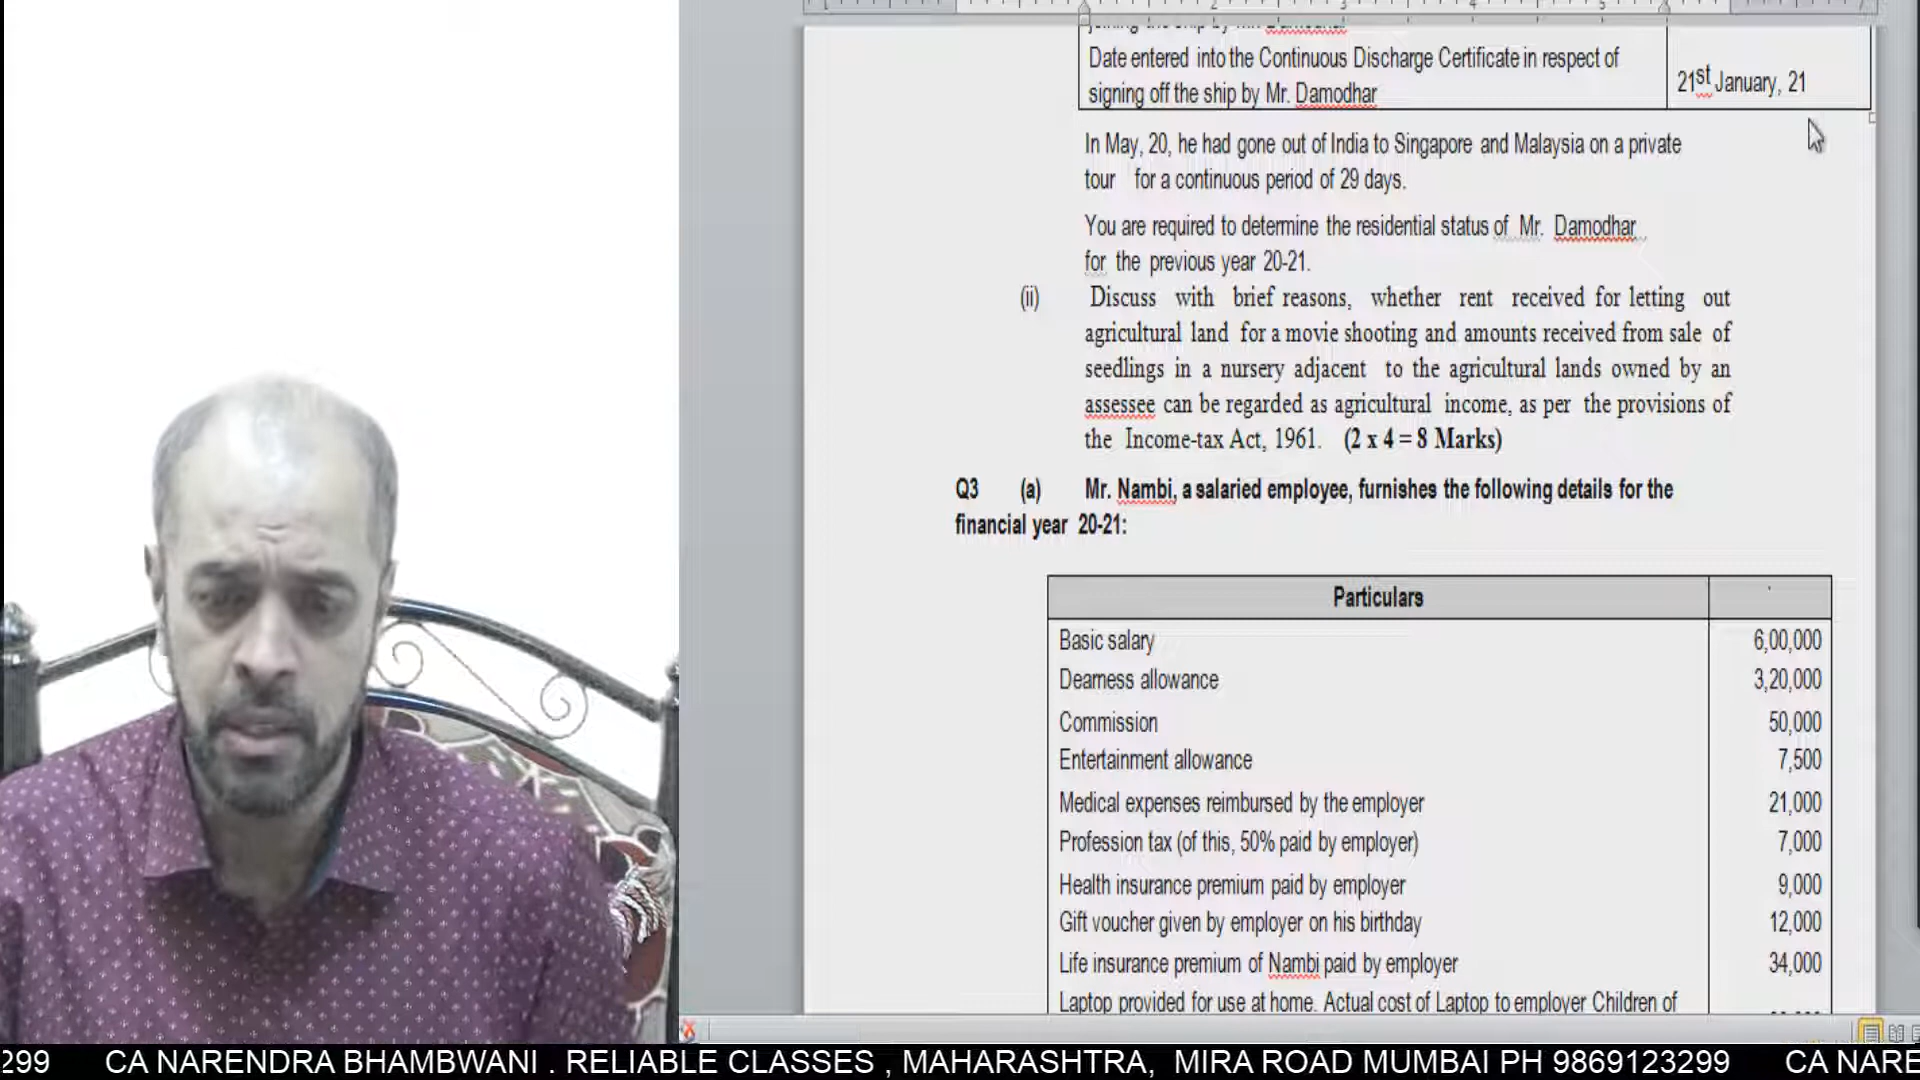 joining the ship by Mr. Damodhar
Date entered into the Continuous Discharge Certificate in respect of
signing off the ship by Mr. Damodhar
21st January, 21
In May, 20, he had gone out of India to Singapore and Malaysia on a private
tour for a continuous period of 29 days.
You are required to determine the residential status of Mr. Damodhar
for the previous year 20-21.
(ii) Discuss with brief reasons, whether rent received for letting out
agricultural land for a movie shooting and amounts received from sale of
seedlings in a nursery adjacent to the agricultural lands owned by an
assessee can be regarded as agricultural income, as per the provisions of
the Income-tax Act, 1961. (2 x 4 = 8 Marks)
Q3 (a) Mr. Nambi, a salaried employee, furnishes the following details for the
financial year 20-21:
Particulars
Basic salary 6,00,000
Dearness allowance 3,20,000
Commission 50,000
Entertainment allowance 7,500
Medical expenses reimbursed by the employer 21,000
Profession tax (of this, 50% paid by employer) 7,000
Health insurance premium paid by employer 9,000
Gift voucher given by employer on his birthday 12,000
Life insurance premium of Nambi paid by employer 34,000
Laptop provided for use at home. Actual cost of Laptop to employer Children of
299 CA NARENDRA BHAMBWANI . RELIABLE CLASSES , MAHARASHTRA, MIRA ROAD MUMBAI PH 9869123299 CA NARE